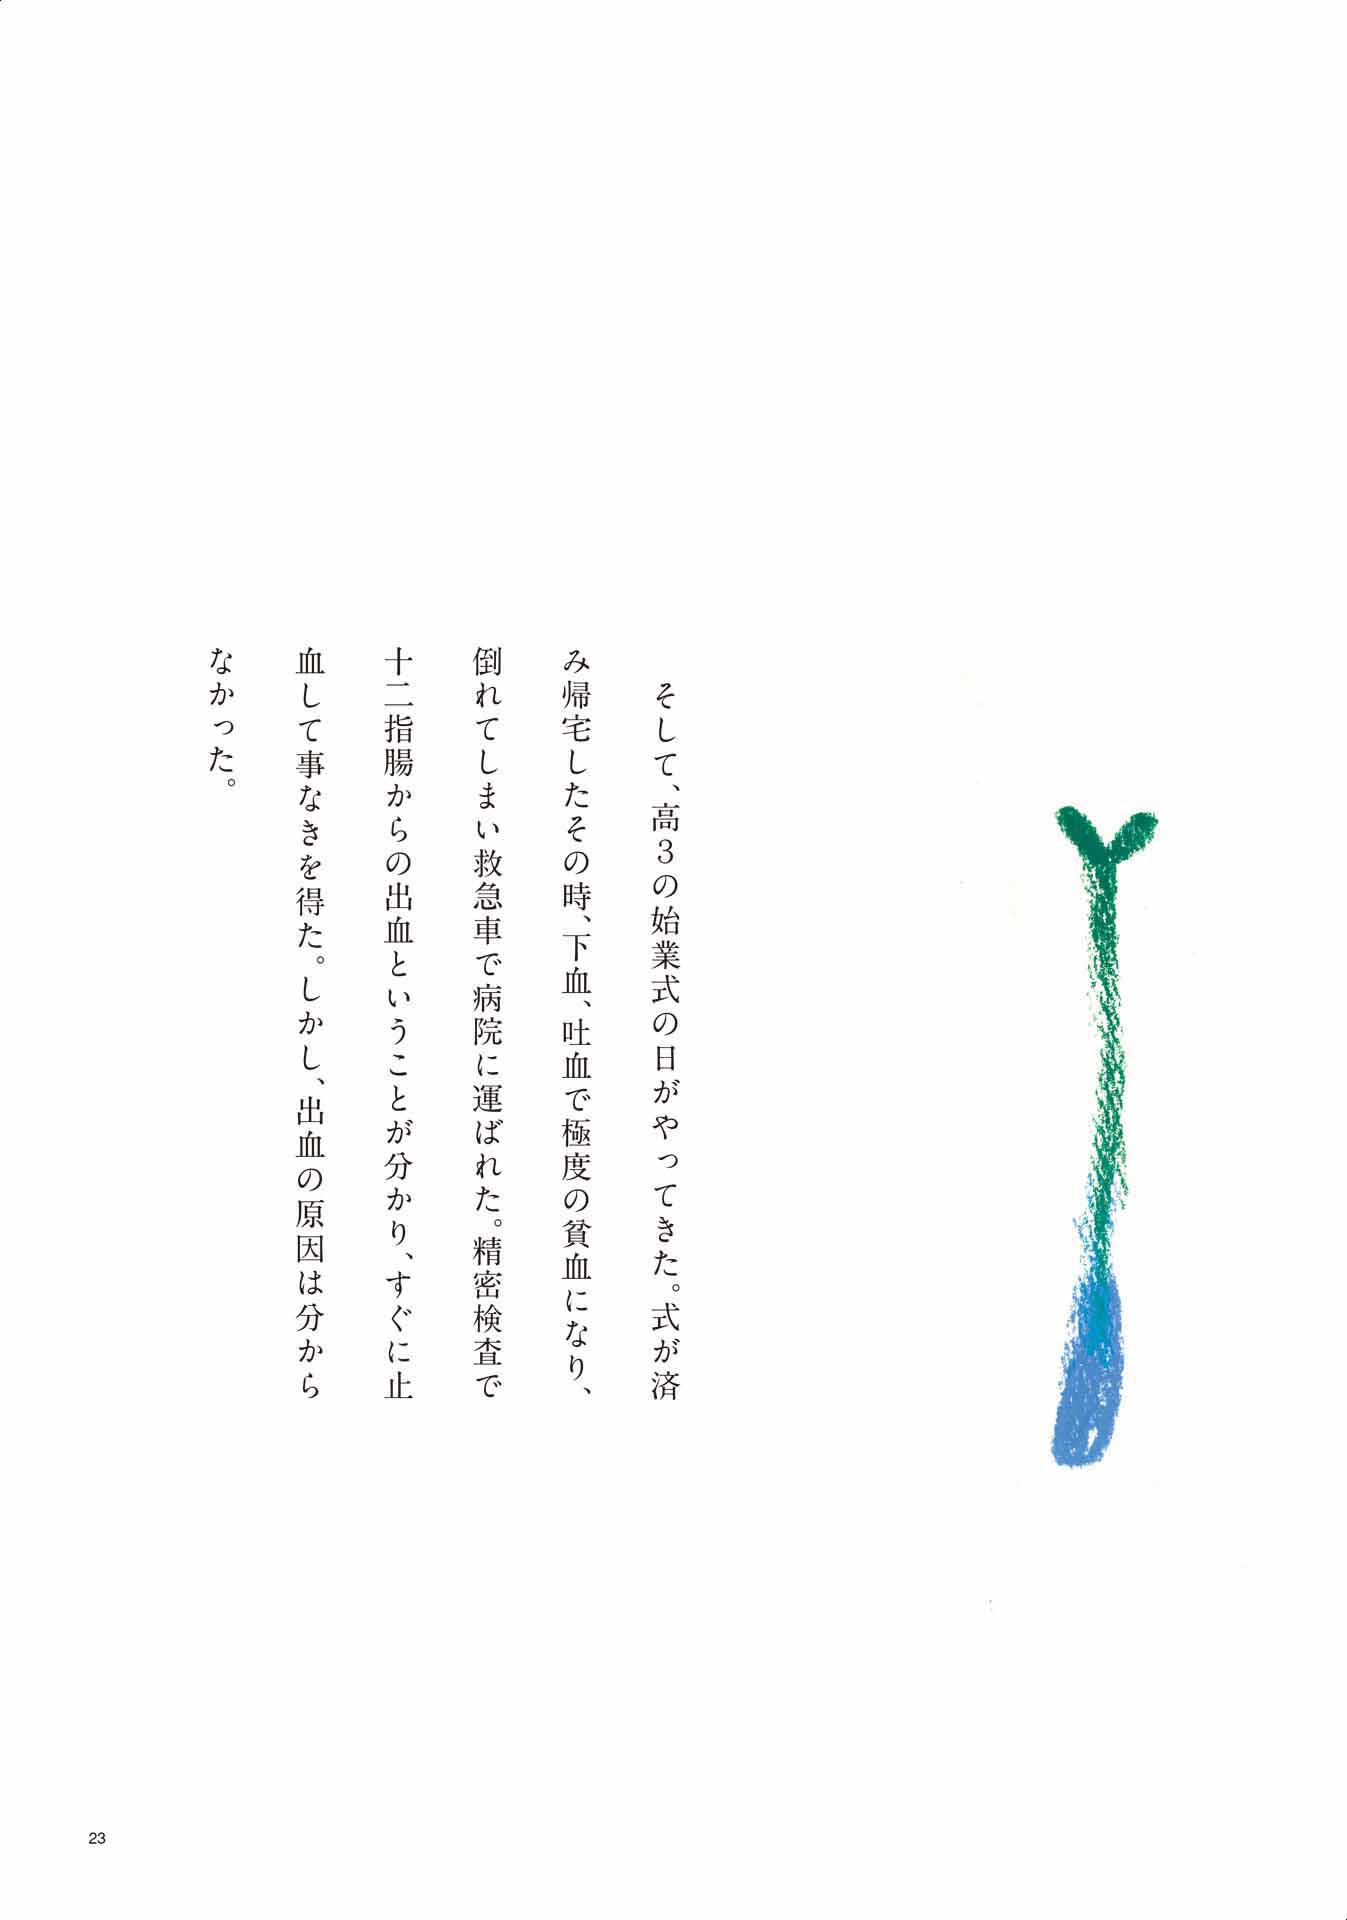 そして、高３の始業式の日がやってきた。式が済
み帰宅したその時、下血、吐血で極度の貧血になり、
倒れてしまい救急車で病院に運ばれた。精密検査で
十二指腸からの出血ということが分かり、すぐに止
血して事なきを得た。しかし、出血の原因は分から
なかった。
23